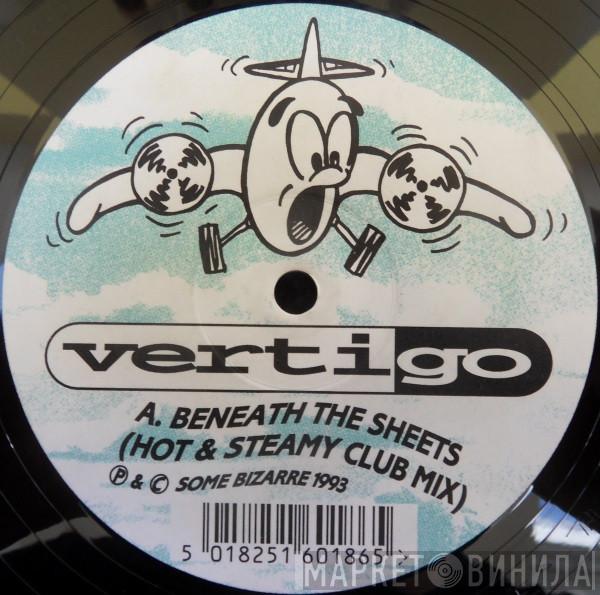 vertigo
A. BENEATH THE SHEETS
(HOT & STEAMY CLUB MIX)
℗ & © SOME BIZARRE 1993
5 018251 601865 >
МАРКЕТ ВИНИЛА